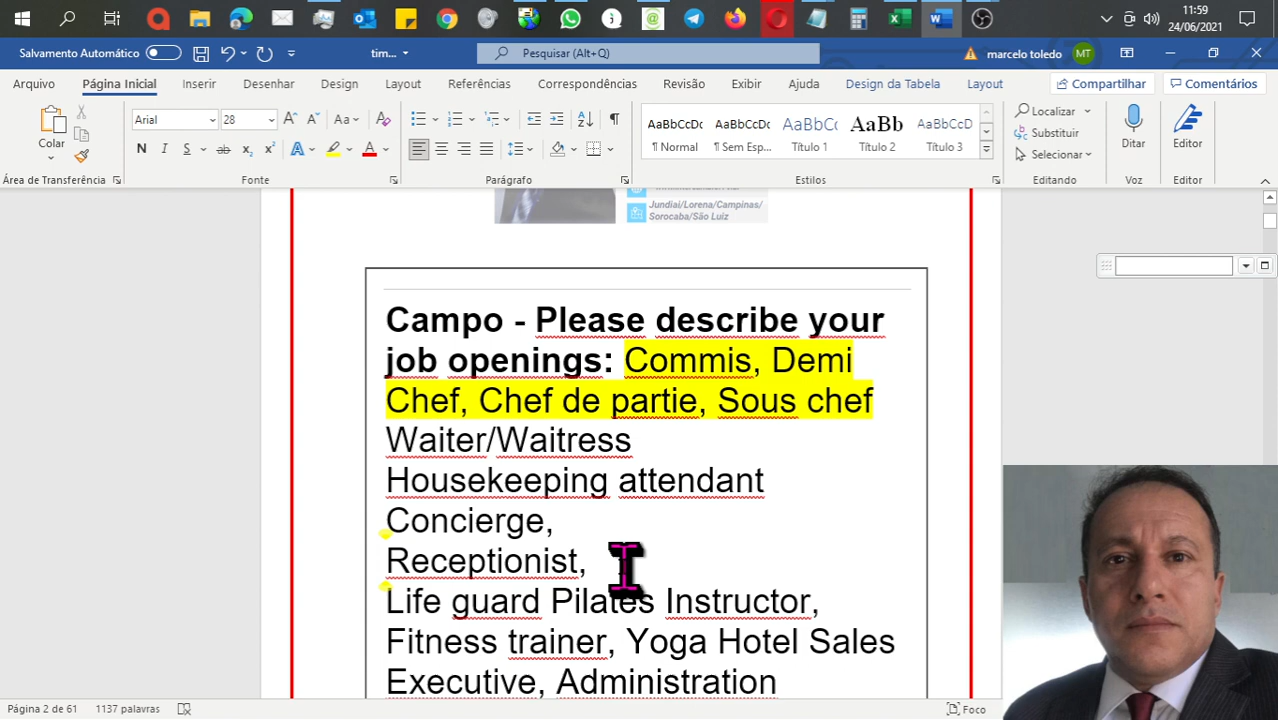 11:59
24/06/2021
Salvamento Automático
tim...
Pesquisar (Alt+Q)
marcelo toledo
MT
Arquivo
Página Inicial
Inserir
Desenhar
Design
Layout
Referências
Correspondências
Revisão
Exibir
Ajuda
Design da Tabela
Layout
Compartilhar
Comentários
Colar
Arial
28
N I S ab x₂ x²
AaBbCcDc
AaBbCcDc
AaBbCc
AaBb
AaBbCcD
¶ Normal
¶ Sem Esp...
Título 1
Título 2
Título 3
Localizar
Substituir
Selecionar
Ditar
Editor
Área de Transferência
Fonte
Parágrafo
Estilos
Editando
Voz
Editor
Jundiaí/Lorena/Campinas/
Sorocaba/São Luiz
Campo - Please describe your
job openings: Commis, Demi
Chef, Chef de partie, Sous chef
Waiter/Waitress
Housekeeping attendant
Concierge,
Receptionist,
Life guard Pilates Instructor,
Fitness trainer, Yoga Hotel Sales
Executive, Administration
Página 2 de 61
1137 palavras
Foco